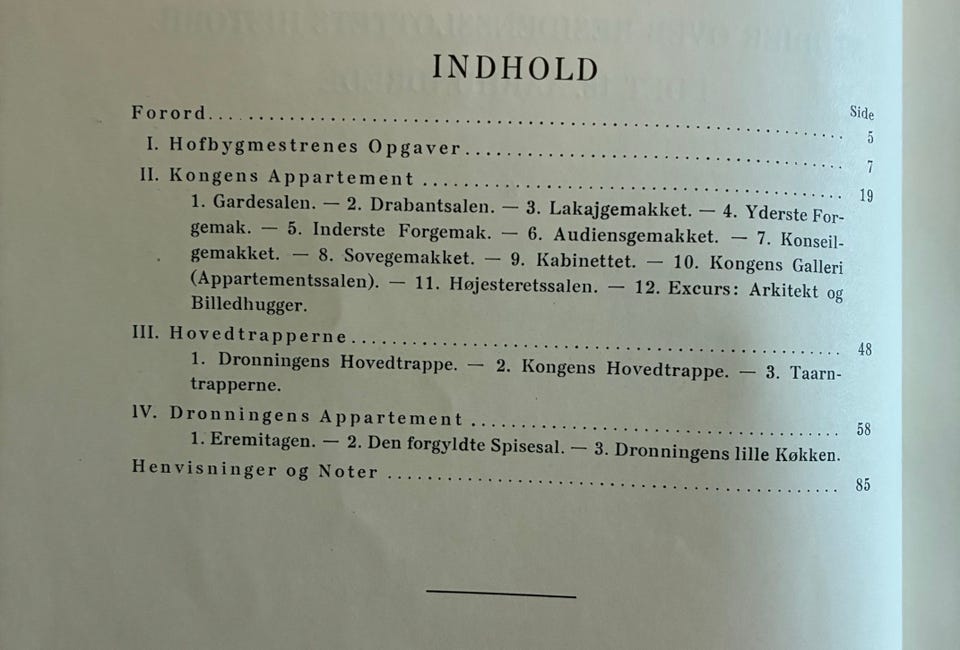 INDHOLD
Side
Forord........................................ 5
I. Hofbygmestrenes Opgaver........................................ 7
II. Kongens Appartement ........................................ 19
1. Gardesalen. — 2. Drabantsalen. — 3. Lakajgemakket. — 4. Yderste For-
gemak. — 5. Inderste Forgemak. — 6. Audiensgemakket. — 7. Konseil-
gemakket. — 8. Sovegemakket. — 9. Kabinettet. — 10. Kongens Galleri
(Appartementssalen). — 11. Højesteretssalen. — 12. Excurs: Arkitekt og
Billedhugger.
III. Hovedtrapperne........................................ 48
1. Dronningens Hovedtrappe. — 2. Kongens Hovedtrappe. — 3. Taarn-
trapperne.
IV. Dronningens Appartement ........................................ 58
1. Eremitagen. — 2. Den forgyldte Spisesal. — 3. Dronningens lille Køkken.
Henvisninger og Noter ........................................ 85